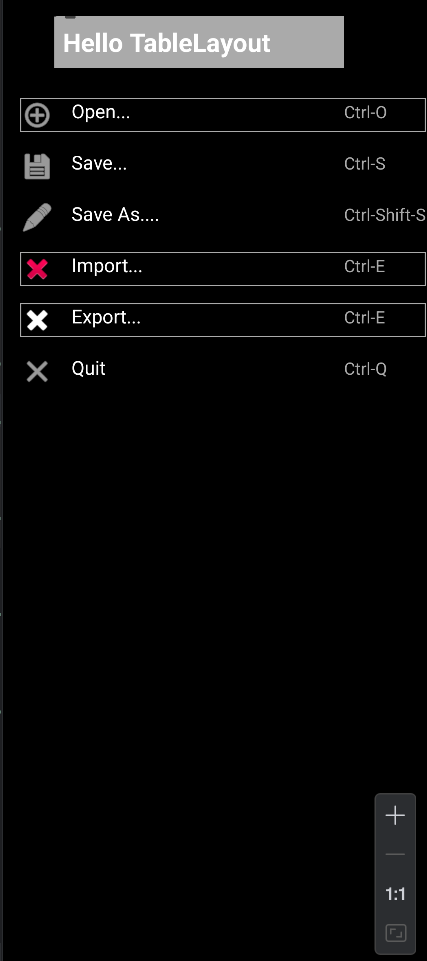 Hello TableLayout
Open... Ctrl-O
Save... Ctrl-S
Save As.... Ctrl-Shift-S
Import... Ctrl-E
Export... Ctrl-E
Quit Ctrl-Q
1:1